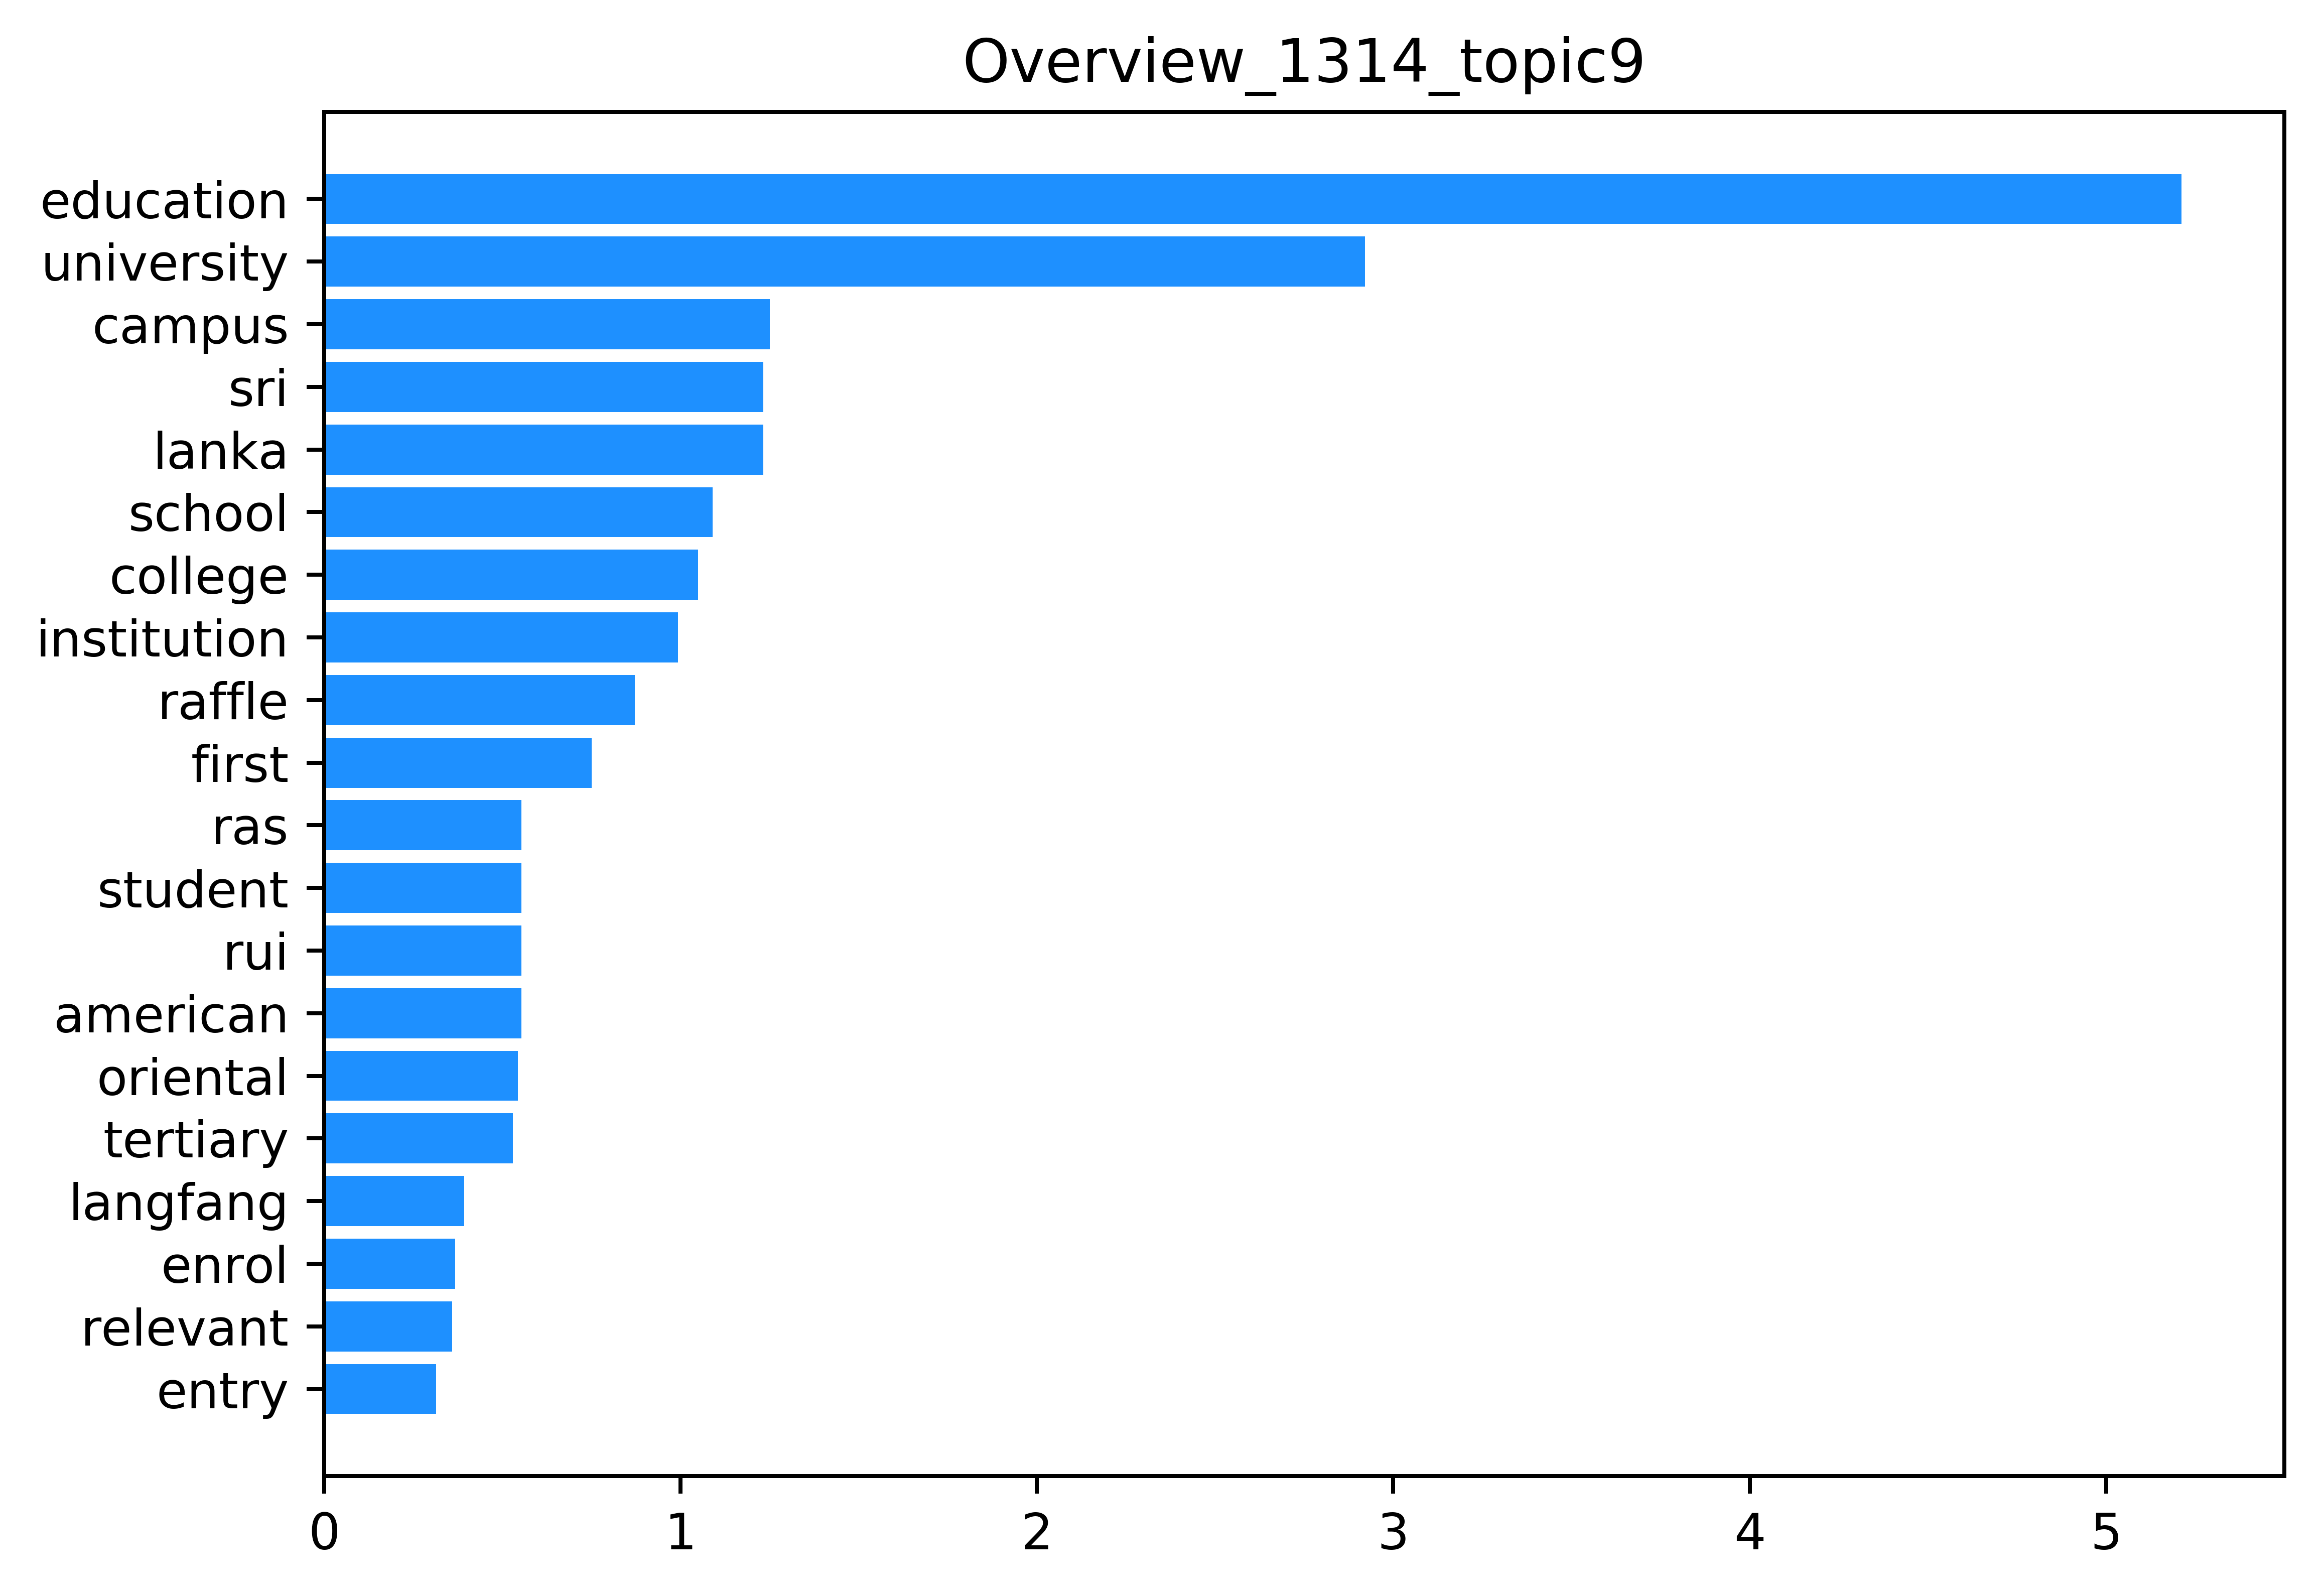 Overview_1314_topic9
education
university
campus
sri
lanka
school
college
institution
raffle
first
ras
student
rui
american
oriental
tertiary
langfang
enrol
relevant
entry
0 1 2 3 4 5